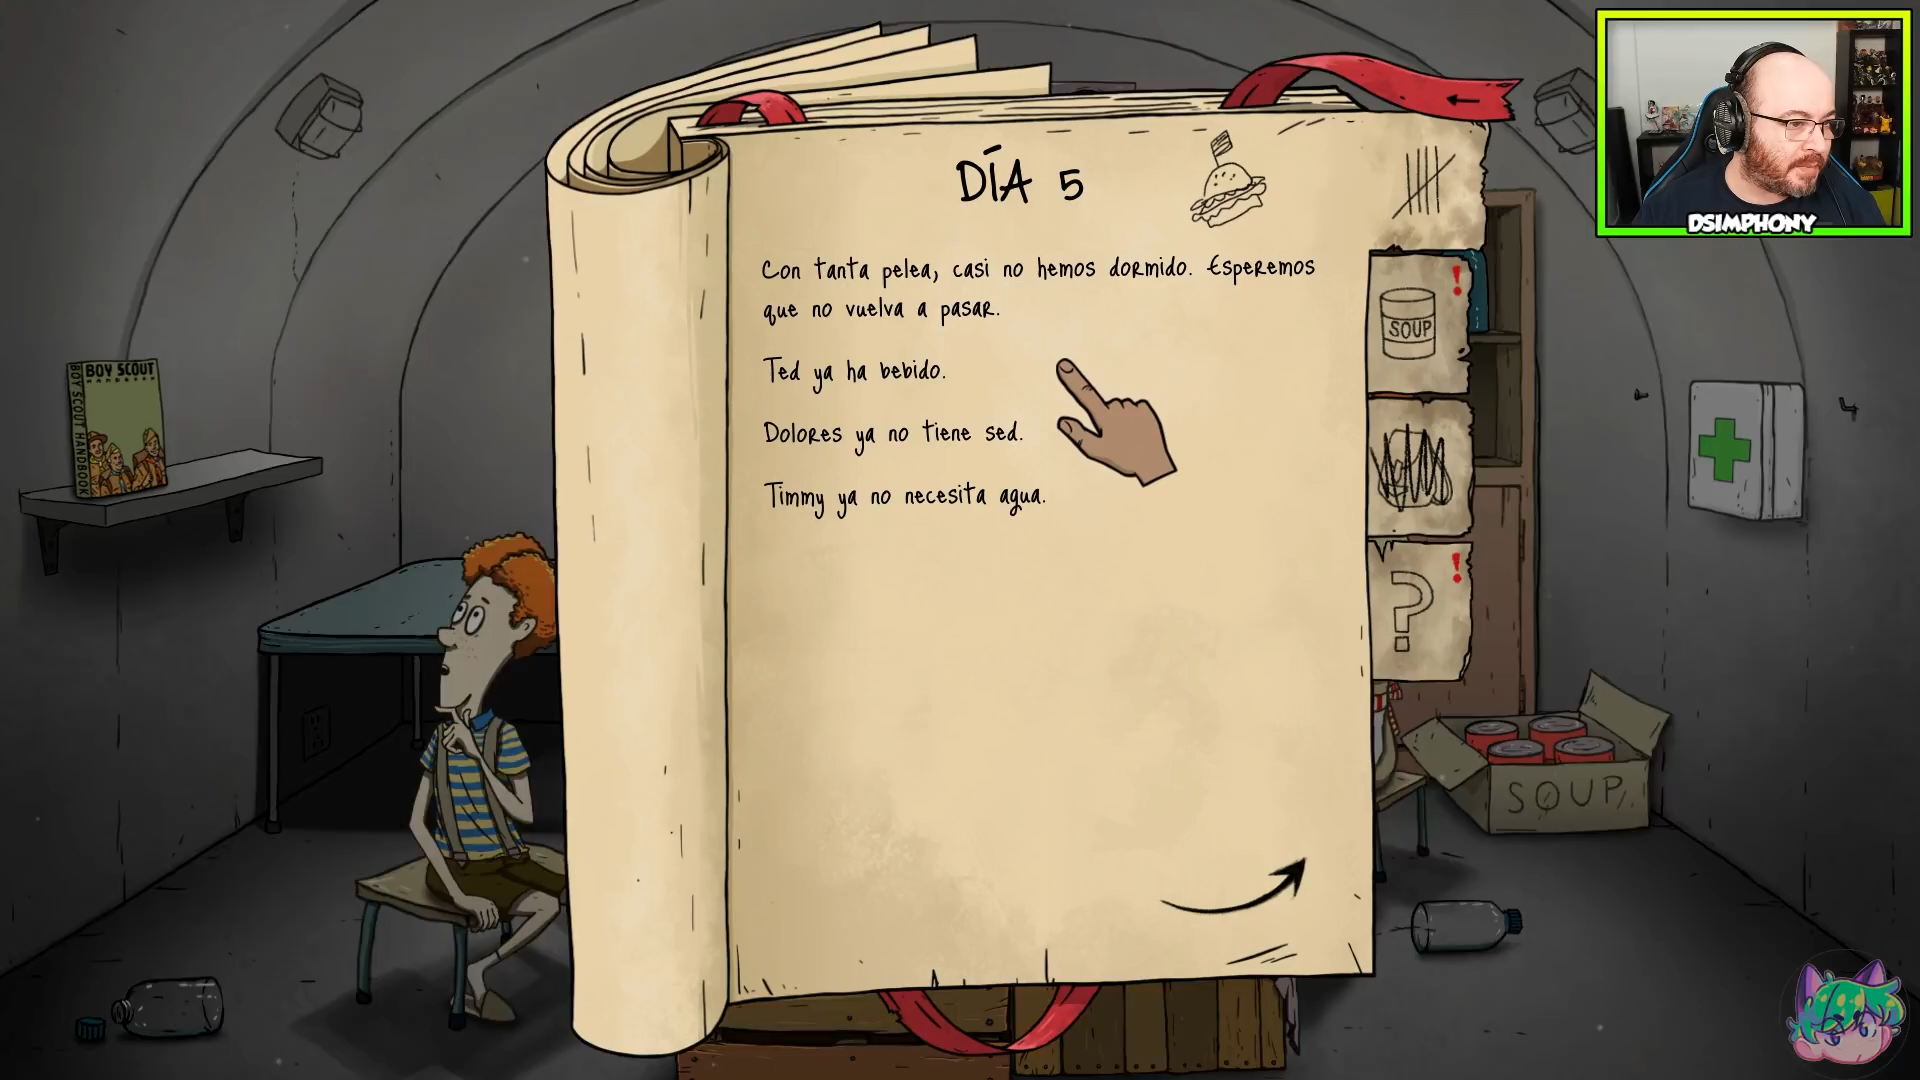 DSIMPHONY
DÍA 5
Con tanta pelea, casi no hemos dormido. Esperemos
que no vuelva a pasar.
Ted ya ha bebido.
Dolores ya no tiene sed.
Timmy ya no necesita agua.
!
SOUP
!
?
BOY SCOUT
HANDBOOK
BOY SCOUT HANDBOOK
SOUP